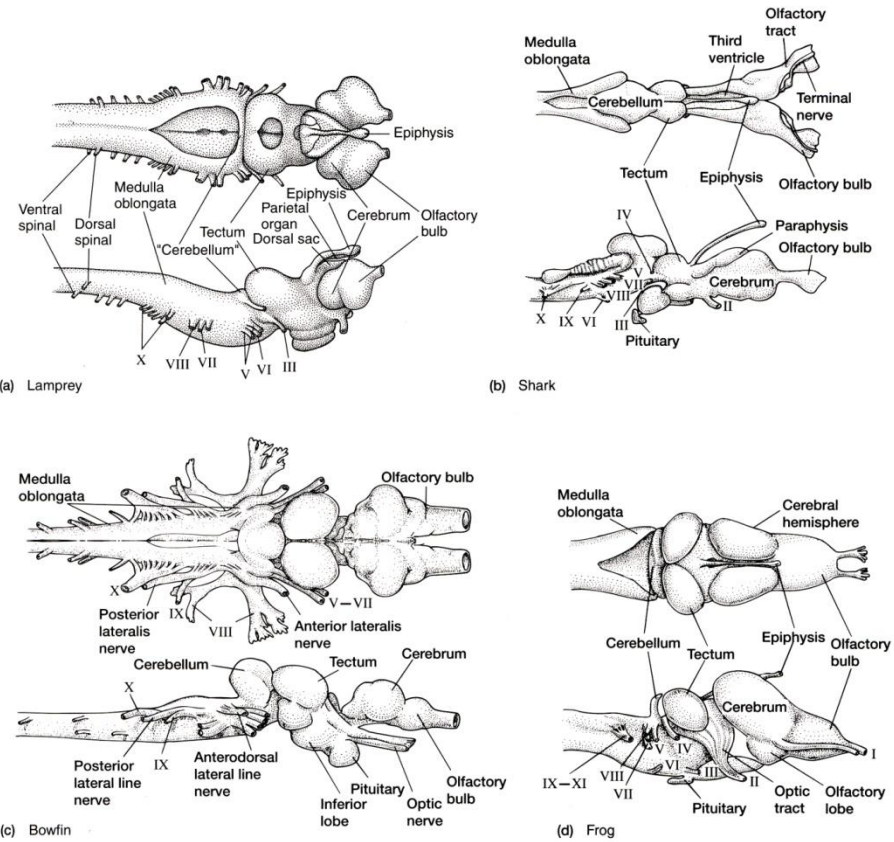 Epiphysis
Medulla
oblongata
Ventral
spinal
Dorsal
spinal
"Cerebellum"
Tectum
Epiphysis
Parietal
organ
Dorsal sac
Cerebrum
Olfactory
bulb
X
VIII
VII
V
VI
III
(a) Lamprey
Medulla
oblongata
Third
ventricle
Olfactory
tract
Cerebellum
Terminal
nerve
Tectum
Epiphysis
Olfactory bulb
IV
Paraphysis
Olfactory bulb
V
VII
VIII
Cerebrum
X
IX
VI
III
II
Pituitary
(b) Shark
Medulla
oblongata
Olfactory bulb
X
Posterior
lateralis
nerve
IX
VIII
V–VII
Anterior lateralis
nerve
Cerebellum
Tectum
Cerebrum
X
Posterior
lateral line
nerve
IX
Anterodorsal
lateral line
nerve
Inferior
lobe
Pituitary
Optic
nerve
Olfactory
bulb
(c) Bowfin
Medulla
oblongata
Cerebral
hemisphere
Cerebellum
Tectum
Epiphysis
Olfactory
bulb
Cerebrum
IX–XI
VIII
VII
V
IV
VI
III
II
I
Pituitary
Optic
tract
Olfactory
lobe
(d) Frog